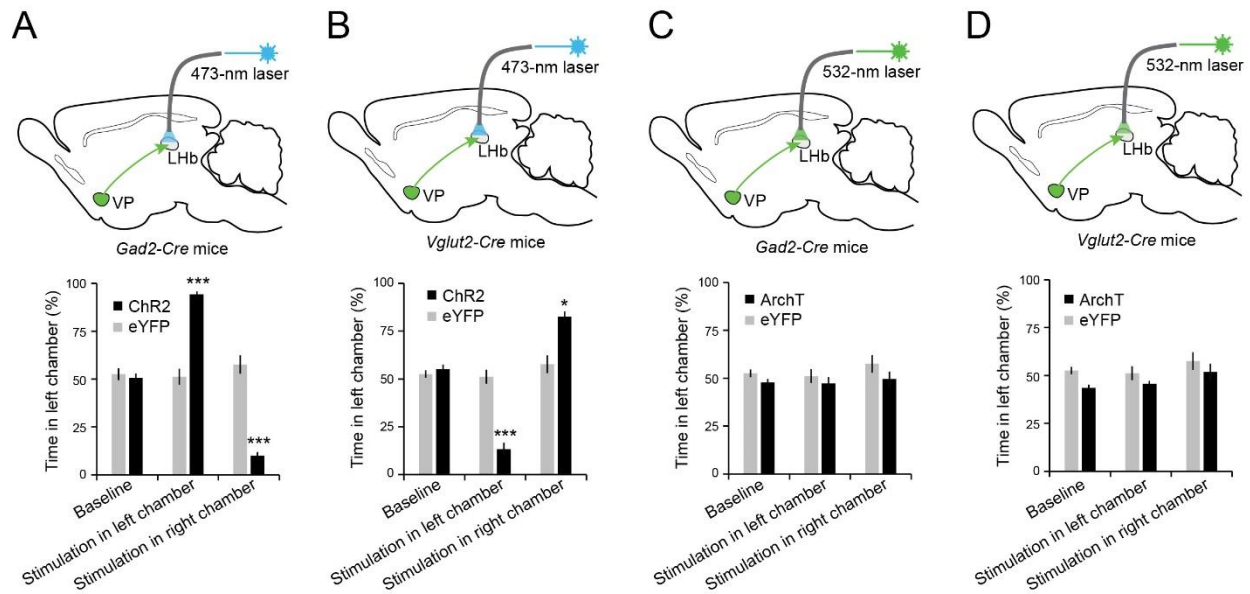 A
473-nm laser
LHb
VP
Gad2-Cre mice
Time in left chamber (%)
100
75
50
25
0
***
***
ChR2
eYFP
Baseline
Stimulation in left chamber
Stimulation in right chamber
B
473-nm laser
LHb
VP
Vglut2-Cre mice
Time in left chamber (%)
100
75
50
25
0
ChR2
eYFP
***
*
Baseline
Stimulation in left chamber
Stimulation in right chamber
C
532-nm laser
LHb
VP
Gad2-Cre mice
Time in left chamber (%)
100
75
50
25
0
ArchT
eYFP
Baseline
Stimulation in left chamber
Stimulation in right chamber
D
532-nm laser
LHb
VP
Vglut2-Cre mice
Time in left chamber (%)
100
75
50
25
0
ArchT
eYFP
Baseline
Stimulation in left chamber
Stimulation in right chamber